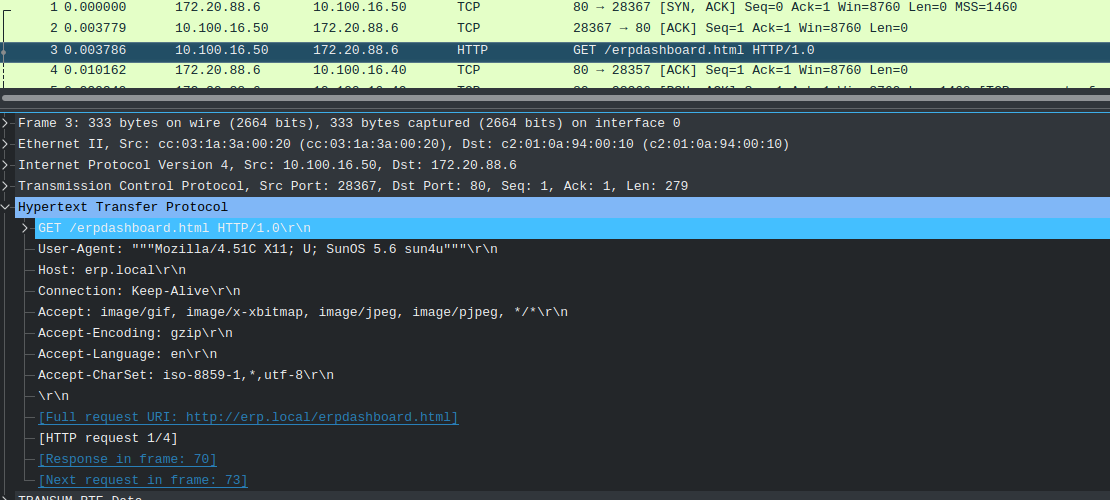 1 0.000000 172.20.88.6 10.100.16.50 TCP 80 → 28367 [SYN, ACK] Seq=0 Ack=1 Win=8760 Len=0 MSS=1460
2 0.003779 10.100.16.50 172.20.88.6 TCP 28367 → 80 [ACK] Seq=1 Ack=1 Win=8760 Len=0
3 0.003786 10.100.16.50 172.20.88.6 HTTP GET /erpdashboard.html HTTP/1.0
4 0.010162 172.20.88.6 10.100.16.40 TCP 80 → 28357 [ACK] Seq=1 Ack=1 Win=8760 Len=0
Frame 3: 333 bytes on wire (2664 bits), 333 bytes captured (2664 bits) on interface 0
Ethernet II, Src: cc:03:1a:3a:00:20 (cc:03:1a:3a:00:20), Dst: c2:01:0a:94:00:10 (c2:01:0a:94:00:10)
Internet Protocol Version 4, Src: 10.100.16.50, Dst: 172.20.88.6
Transmission Control Protocol, Src Port: 28367, Dst Port: 80, Seq: 1, Ack: 1, Len: 279
Hypertext Transfer Protocol
GET /erpdashboard.html HTTP/1.0\r\n
User-Agent: """Mozilla/4.51C X11; U; SunOS 5.6 sun4u"""\r\n
Host: erp.local\r\n
Connection: Keep-Alive\r\n
Accept: image/gif, image/x-xbitmap, image/jpeg, image/pjpeg, */*\r\n
Accept-Encoding: gzip\r\n
Accept-Language: en\r\n
Accept-CharSet: iso-8859-1,*,utf-8\r\n
\r\n
[Full request URI: http://erp.local/erpdashboard.html]
[HTTP request 1/4]
[Response in frame: 70]
[Next request in frame: 73]
TRANSUM RTE Data